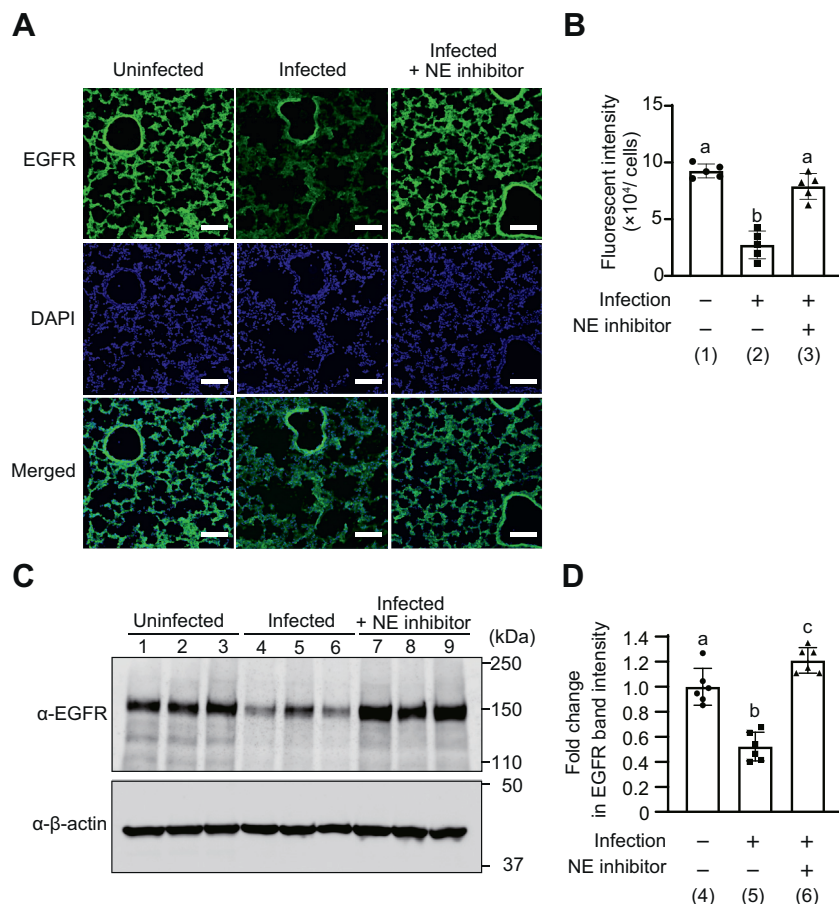 A
Uninfected
Infected
Infected
+ NE inhibitor
EGFR
DAPI
Merged
B
Fluorescent intensity
(×10⁴/ cells)
15
10
5
0
a
b
a
Infection – + +
NE inhibitor – – +
(1) (2) (3)
C
Uninfected
Infected
Infected
+ NE inhibitor
1 2 3 4 5 6 7 8 9 (kDa)
250
α-EGFR
150
110
50
α-β-actin
37
D
Fold change
in EGFR band intensity
1.4
1.2
1.0
0.8
0.6
0.4
0.2
0
a
b
c
Infection – + +
NE inhibitor – – +
(4) (5) (6)